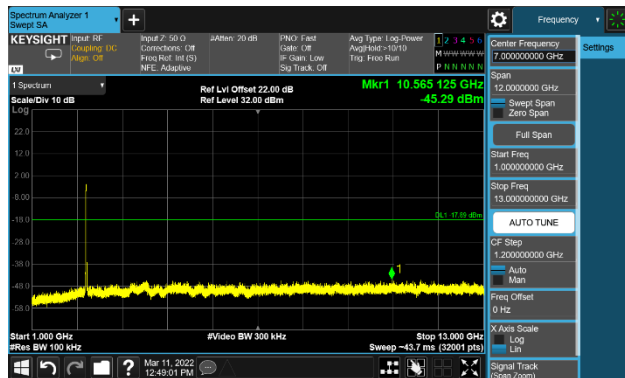 Spectrum Analyzer 1
Swept SA
Frequency
KEYSIGHT
Input: RF
Coupling: DC
Align: Off
Input Z: 50 Ω
Corrections: Off
Freq Ref: Int (S)
NFE: Adaptive
#Atten: 20 dB
PNO: Fast
Gate: Off
IF Gain: Low
Sig Track: Off
Avg Type: Log-Power
Avg|Hold:>10/10
Trig: Free Run
1 2 3 4 5 6
M
P N N N N N
LW
1 Spectrum
Scale/Div 10 dB
Log
Ref Lvl Offset 22.00 dB
Ref Level 32.00 dBm
Mkr1 10.565 125 GHz
-45.29 dBm
22.0
12.0
2.00
-8.00
-18.0
-28.0
-38.0
-48.0
-58.0
DL1 -17.89 dBm
1
Start 1.000 GHz
#Res BW 100 kHz
#Video BW 300 kHz
Stop 13.000 GHz
Sweep ~43.7 ms (32001 pts)
?
Mar 11, 2022
12:49:01 PM
Center Frequency
7.000000000 GHz
Settings
Span
12.0000000 GHz
Swept Span
Zero Span
Full Span
Start Freq
1.000000000 GHz
Stop Freq
13.000000000 GHz
AUTO TUNE
CF Step
1.200000000 GHz
Auto
Man
Freq Offset
0 Hz
X Axis Scale
Log
Lin
Signal Track
(Span Zoom)